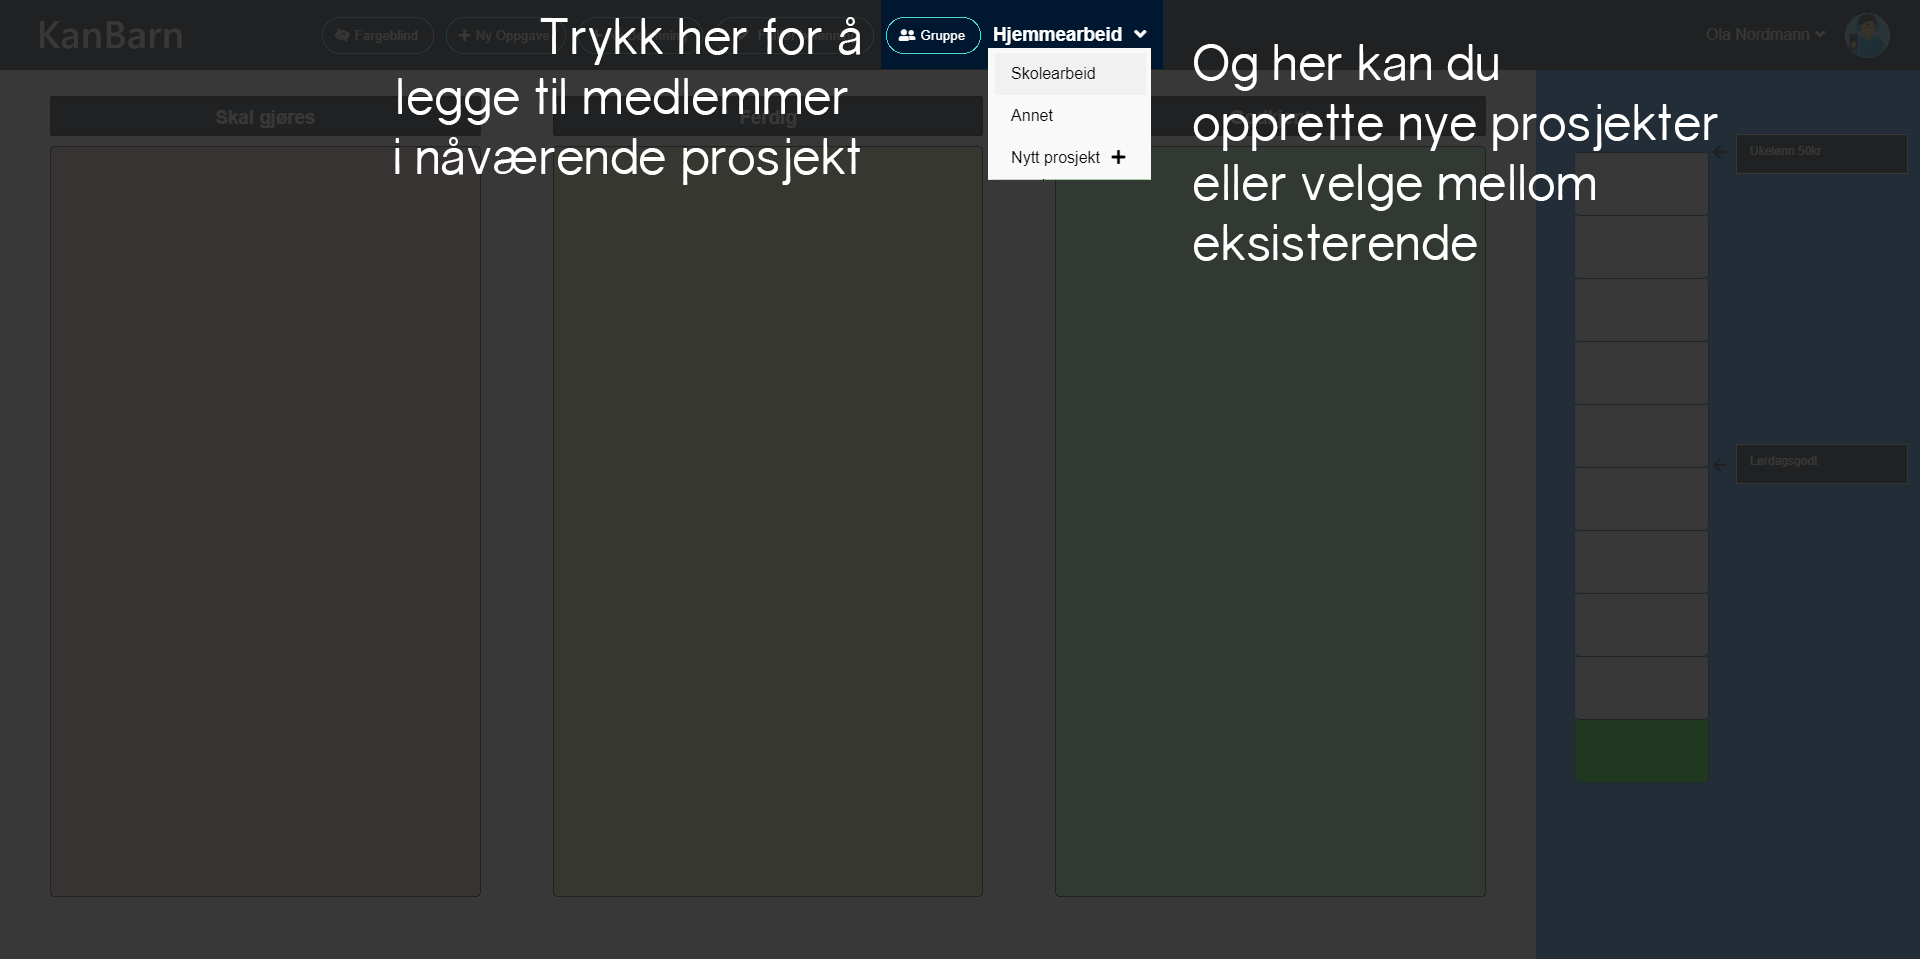 KanBarn
Fargeblind
Ny Oppgave
Trykk her for å
legge til medlemmer
i nåværende prosjekt
Gruppe
Hjemmearbeid
Skolearbeid
Annet
Nytt prosjekt
Og her kan du
opprette nye prosjekter
eller velge mellom
eksisterende
Ola Nordmann
Skal gjøres
Ferdig
Ukelønn 50kr
Lørdagsgodt